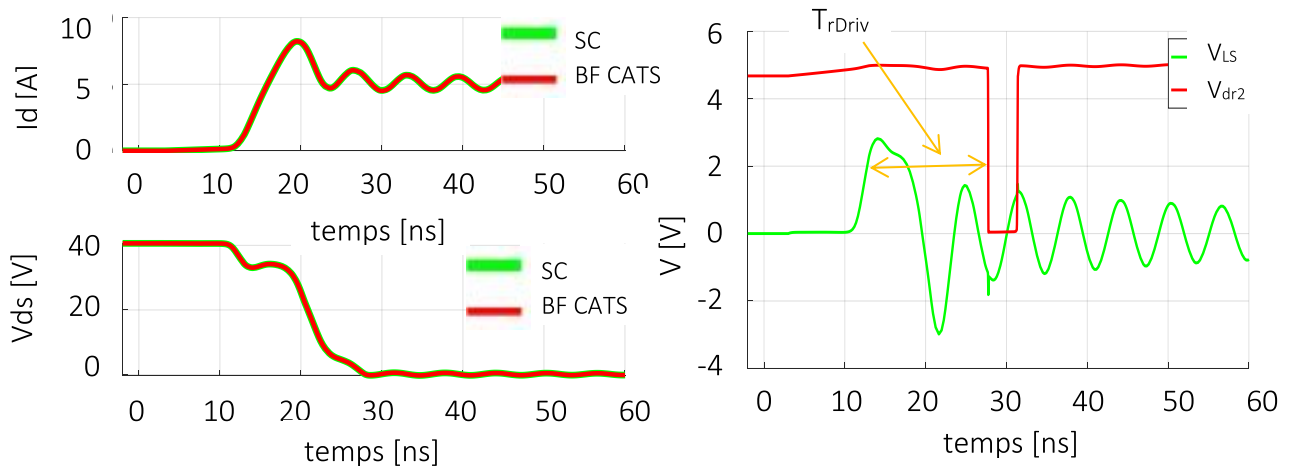 Id [A]
10
5
0
SC
BF CATS
0 10 20 30 40 50 60
temps [ns]
Vds [V]
40
20
0
SC
BF CATS
0 10 20 30 40 50 60
temps [ns]
TrDriv
V [V]
6
4
2
0
-2
-4
VLS
Vdr2
0 10 20 30 40 50 60
temps [ns]